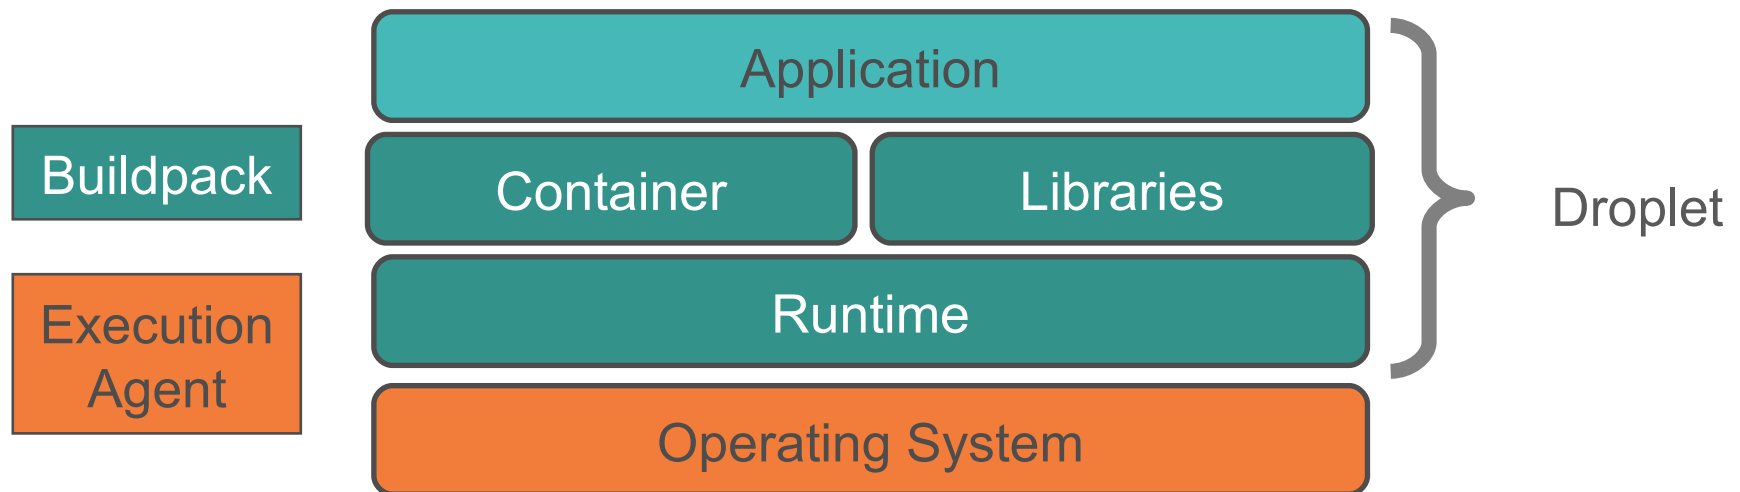 Application
Buildpack
Container
Libraries
Droplet
Execution
Agent
Runtime
Operating System